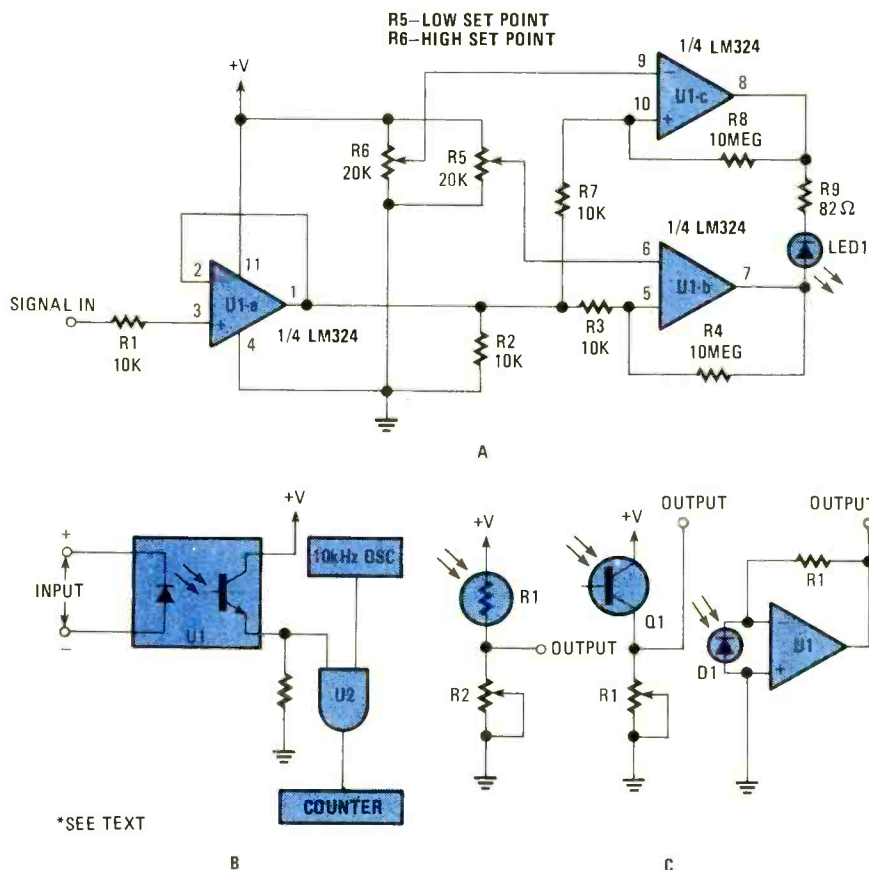 R5–LOW SET POINT
R6–HIGH SET POINT
1/4 LM324
+V
9
–
8
U1-c
10
+
R8
10MEG
R6
20K
R5
20K
R7
10K
R9
82Ω
1/4 LM324
LED1
6
–
7
U1-b
5
+
2
–
11
1
U1-a
SIGNAL IN
3
+
4
1/4 LM324
R1
10K
R2
10K
R3
10K
R4
10MEG
A
+V
+
INPUT
–
U1
10kHz OSC
U2
COUNTER
*SEE TEXT
B
+V
R1
OUTPUT
R2
+V
OUTPUT
Q1
R1
OUTPUT
R1
–
U1
+
D1
C